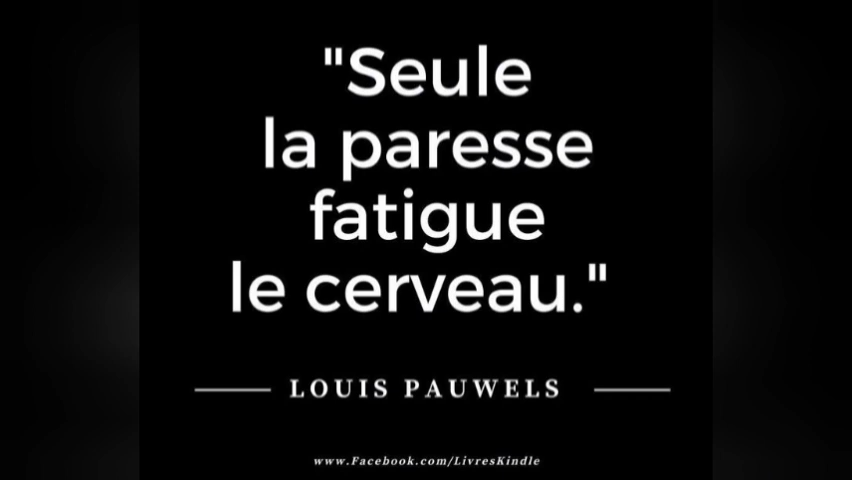 "Seule
la paresse
fatigue
le cerveau."
LOUIS PAUWELS
www.Facebook.com/LivresKindle